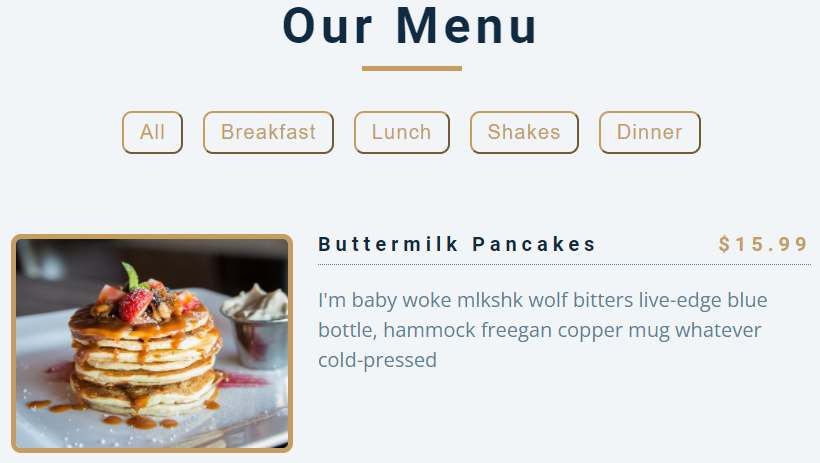 Our Menu
All Breakfast Lunch Shakes Dinner
Buttermilk Pancakes $15.99
I'm baby woke mlkshk wolf bitters live-edge blue
bottle, hammock freegan copper mug whatever
cold-pressed